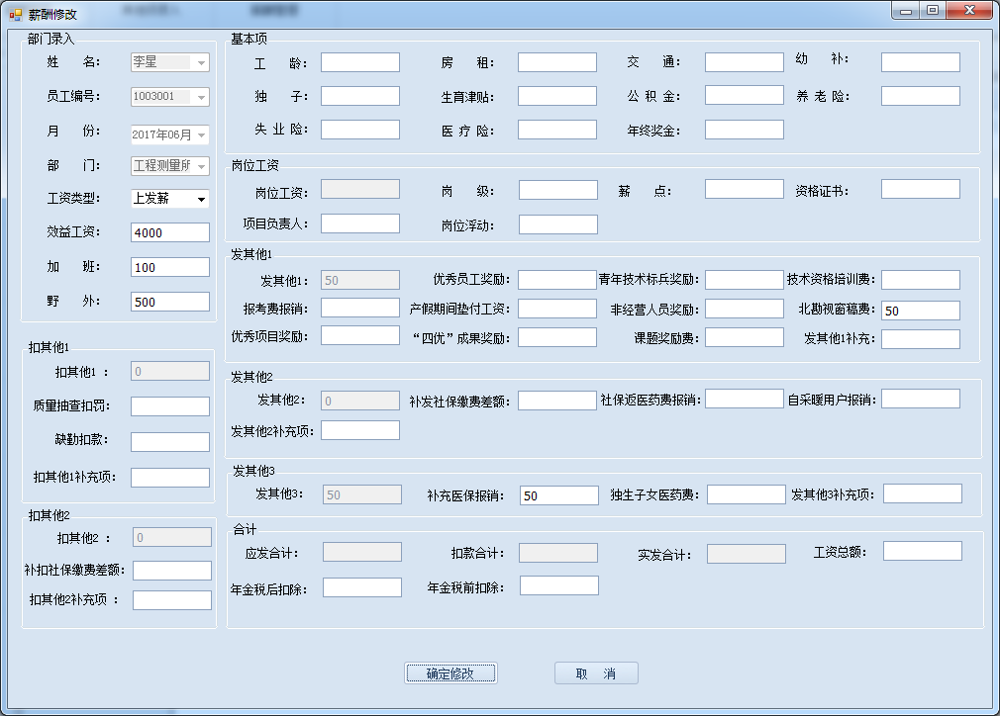 薪酬修改
部门录入
姓 名： 李星
员工编号： 1003001
月 份： 2017年06月
部 门： 工程测量所
工资类型： 上发薪
效益工资： 4000
加 班： 100
野 外： 500
扣其他1
扣其他1 ： 0
质量抽查扣罚：
缺勤扣款：
扣其他1补充项：
扣其他2
扣其他2 ： 0
补扣社保缴费差额：
扣其他2补充项 ：
基本项
工 龄： 房 租： 交 通： 幼 补：
独 子： 生育津贴： 公 积 金： 养 老 险：
失 业 险： 医 疗 险： 年终奖金：
岗位工资
岗位工资： 岗 级： 薪 点： 资格证书：
项目负责人： 岗位浮动：
发其他1
发其他1： 50 优秀员工奖励： 青年技术标兵奖励： 技术资格培训费：
报考费报销： 产假期间垫付工资： 非经营人员奖励： 北勘视窗稿费： 50
优秀项目奖励： “四优”成果奖励： 课题奖励费： 发其他1补充：
发其他2
发其他2： 0 补发社保缴费差额： 社保返医药费报销： 自采暖用户报销：
发其他2补充项：
发其他3
发其他3： 50 补充医保报销： 50 独生子女医药费： 发其他3补充项：
合计
应发合计： 扣款合计： 实发合计： 工资总额：
年金税后扣除： 年金税前扣除：
确定修改 取 消